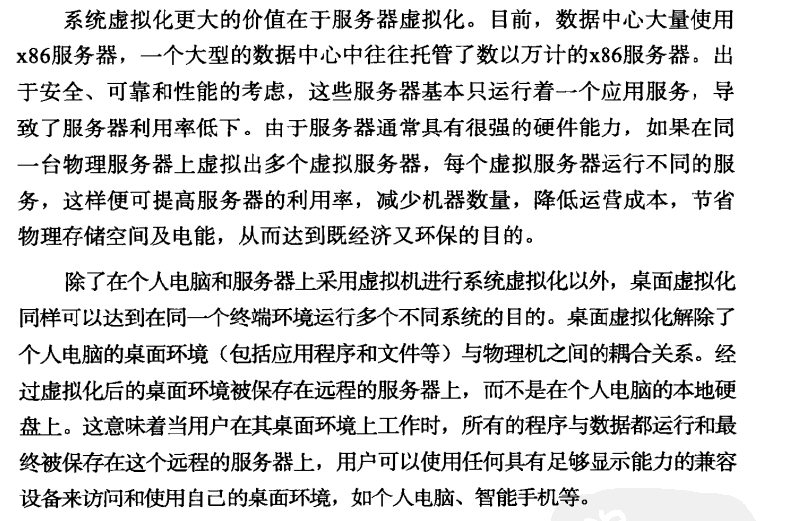 系统虚拟化更大的价值在于服务器虚拟化。目前，数据中心大量使用
x86服务器，一个大型的数据中心中往往托管了数以万计的x86服务器。出
于安全、可靠和性能的考虑，这些服务器基本只运行着一个应用服务，导
致了服务器利用率低下。由于服务器通常具有很强的硬件能力，如果在同
一台物理服务器上虚拟出多个虚拟服务器，每个虚拟服务器运行不同的服
务，这样便可提高服务器的利用率，减少机器数量，降低运营成本，节省
物理存储空间及电能，从而达到既经济又环保的目的。
除了在个人电脑和服务器上采用虚拟机进行系统虚拟化以外，桌面虚拟化
同样可以达到在同一个终端环境运行多个不同系统的目的。桌面虚拟化解除了
个人电脑的桌面环境（包括应用程序和文件等）与物理机之间的耦合关系。经
过虚拟化后的桌面环境被保存在远程的服务器上，而不是在个人电脑的本地硬
盘上。这意味着当用户在其桌面环境上工作时，所有的程序与数据都运行和最
终被保存在这个远程的服务器上，用户可以使用任何具有足够显示能力的兼容
设备来访问和使用自己的桌面环境，如个人电脑、智能手机等。